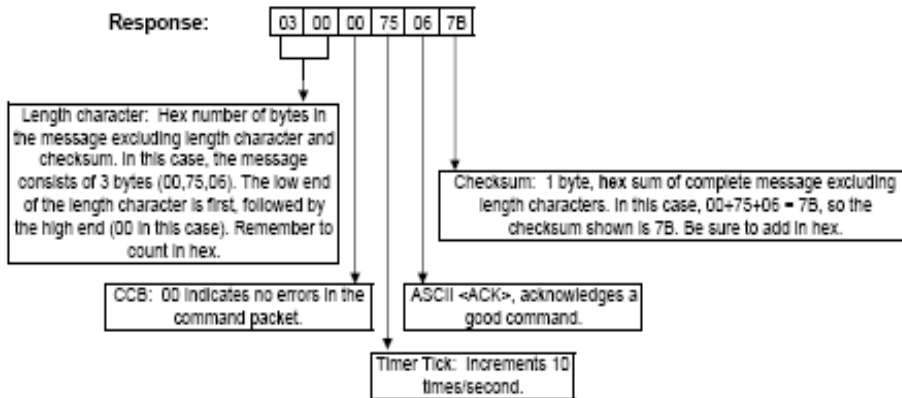 Response: 03 00 00 75 06 7B
Length character: Hex number of bytes in
the message excluding length character and
checksum. In this case, the message
consists of 3 bytes (00,75,06). The low end
of the length character is first, followed by
the high end (00 in this case). Remember to
count in hex.
Checksum: 1 byte, hex sum of complete message excluding
length characters. In this case, 00+75+06 = 7B, so the
checksum shown is 7B. Be sure to add in hex.
CCB: 00 indicates no errors in the
command packet.
ASCII <ACK>, acknowledges a
good command.
Timer Tick: Increments 10
times/second.